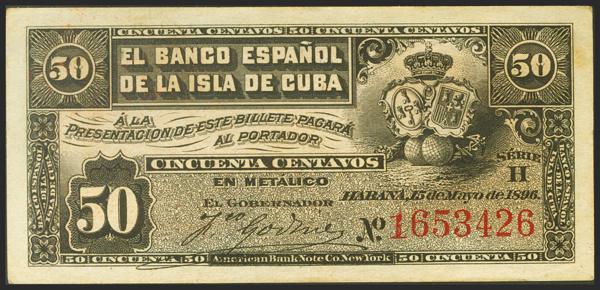 CINCUENTA CENTAVOS 50 CINCUENTA CENTAVOS
50
EL BANCO ESPAÑOL
DE LA ISLA DE CUBA
50
Á LA
PRESENTACION DE ESTE BILLETE PAGARÁ
AL PORTADOR
CINCUENTA CENTAVOS
EN METÁLICO
SÉRIE
H
HABANA, 15 de Mayo de 1896.
EL GOBERNADOR
50
No. 1653426
50 CINCUENTA 50
American Bank Note Co. New York
50 CINCUENTA 50